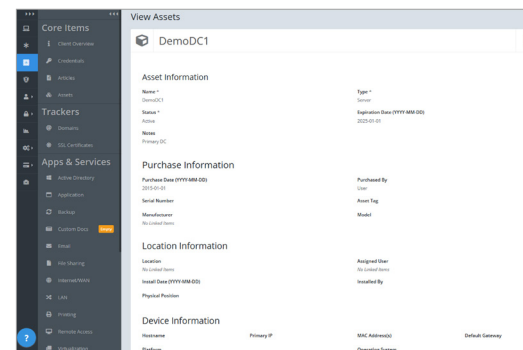 View Assets
Core Items
Client Overview
Credentials
Articles
Assets
Trackers
Domains
SSL Certificates
Apps & Services
Active Directory
Application
Backup
Custom Docs
Email
File Sharing
Internet/WAN
LAN
Printing
Remote Access
Virtualization
?
DemoDC1
Asset Information
Name * Type *
DemoDC1 Server
Status * Expiration Date (YYYY-MM-DD)
Active 2025-01-01
Notes
Primary DC
Purchase Information
Purchase Date (YYYY-MM-DD) Purchased By
2015-01-01 User
Serial Number Asset Tag
Manufacturer Model
No Linked Items
Location Information
Location Assigned User
No Linked Items No Linked Items
Install Date (YYYY-MM-DD) Installed By
Physical Position
Device Information
Hostname Primary IP MAC Address(s) Default Gateway
Platform Operating System